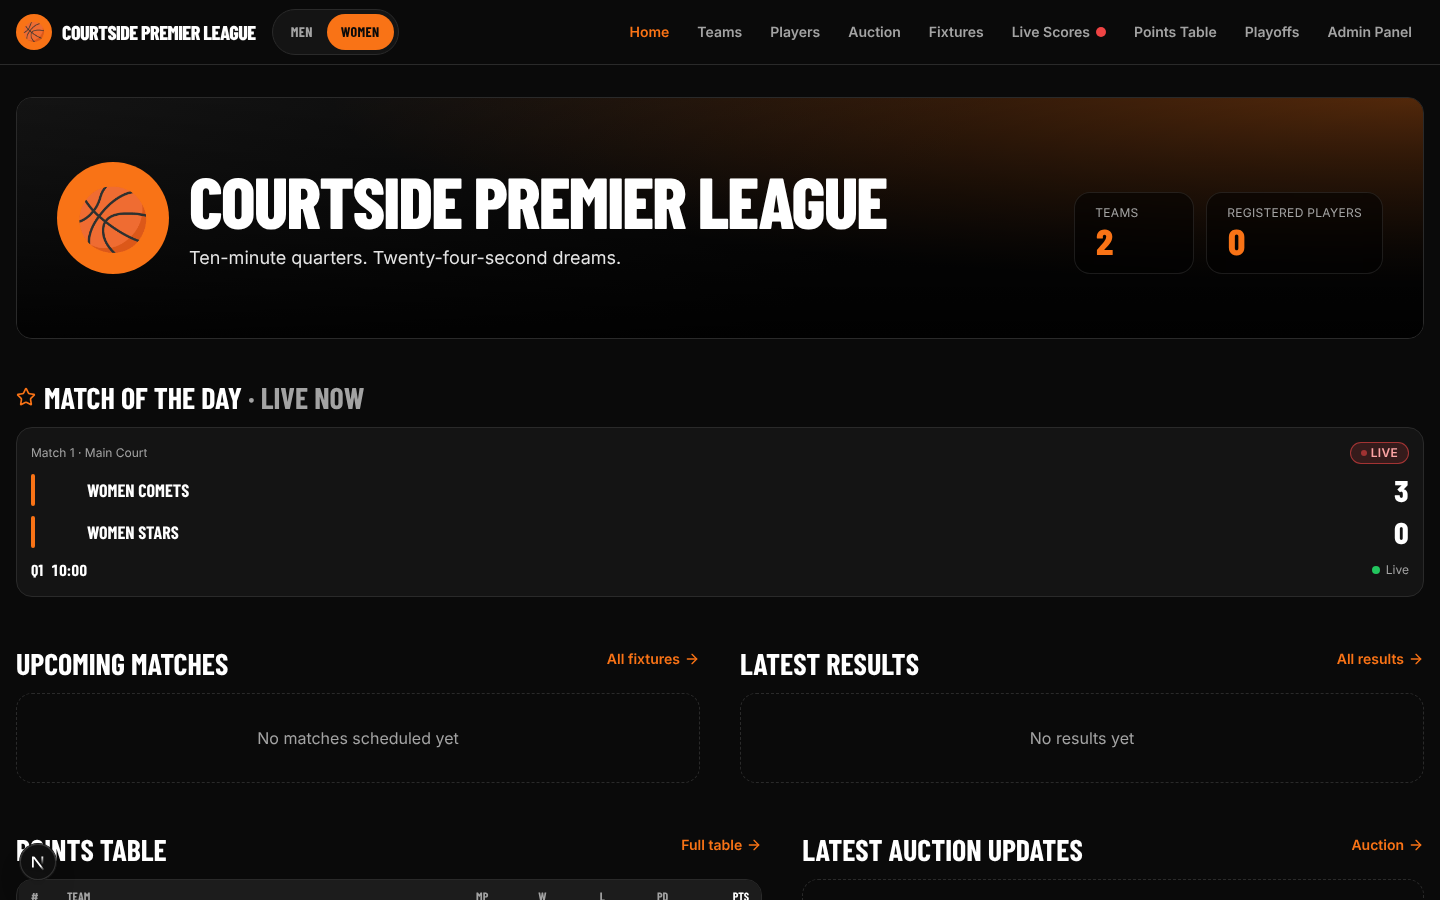 COURTSIDE PREMIER LEAGUE MEN WOMEN Home Teams Players Auction Fixtures Live Scores Points Table Playoffs Admin Panel
COURTSIDE PREMIER LEAGUE
Ten-minute quarters. Twenty-four-second dreams.
TEAMS
2
REGISTERED PLAYERS
0
MATCH OF THE DAY · LIVE NOW
Match 1 · Main Court LIVE
WOMEN COMETS 3
WOMEN STARS 0
Q1 10:00 Live
UPCOMING MATCHES All fixtures →
No matches scheduled yet
LATEST RESULTS All results →
No results yet
POINTS TABLE Full table →
# TEAM MP W L PD PTS
LATEST AUCTION UPDATES Auction →
N